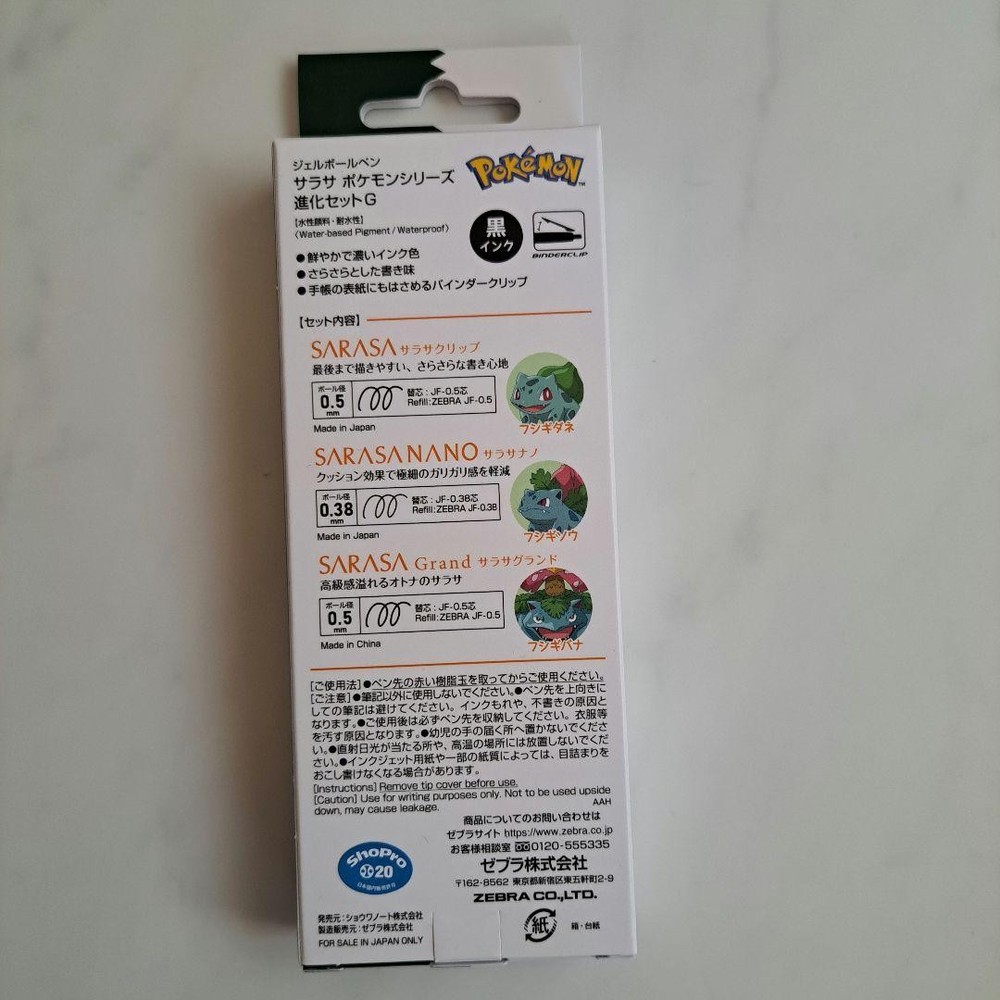 ジェルボールペン
サラサ ポケモンシリーズ
進化セットG
POKéMON
TM
【水性顔料・耐水性】
〈Water-based Pigment / Waterproof〉
黒
インク
BINDERCLIP
●鮮やかで濃いインク色
●さらさらとした書き味
●手帳の表紙にもはさめるバインダークリップ
【セット内容】
SARASA サラサクリップ
最後まで描きやすい、さらさらな書き心地
ボール径
0.5
mm
替芯：JF-0.5芯
Refill:ZEBRA JF-0.5
Made in Japan
フシギダネ
SARASA NANO サラサナノ
クッション効果で極細のガリガリ感を軽減
ボール径
0.38
mm
替芯：JF-0.38芯
Refill:ZEBRA JF-0.38
Made in Japan
フシギソウ
SARASA Grand サラサグランド
高級感溢れるオトナのサラサ
ボール径
0.5
mm
替芯：JF-0.5芯
Refill:ZEBRA JF-0.5
Made in China
フシギバナ
[ご使用法]●ペン先の赤い樹脂玉を取ってからご使用ください。
[ご注意]●筆記以外に使用しないでください。●ペン先を上向きに
しての筆記は避けてください。インクもれや、不書きの原因と
なります。●ご使用後は必ずペン先を収納してください。衣服等
を汚す原因となります。●幼児の手の届く所へ置かないでくださ
い。●直射日光が当たる所や、高温の場所には放置しないでくだ
さい。●インクジェット用紙や一部の紙質によっては、目詰まりを
おこし書けなくなる場合があります。
[Instructions] Remove tip cover before use.
[Caution] Use for writing purposes only. Not to be used upside
down, may cause leakage.
AAH
商品についてのお問い合わせは
ゼブラサイト https://www.zebra.co.jp
お客様相談室 0120-555335
ゼブラ株式会社
〒162-8562 東京都新宿区東五軒町2-9
ZEBRA CO.,LTD.
ShoPro
20
日本国内販売許可
発売元：ショウワノート株式会社
製造販売元：ゼブラ株式会社
FOR SALE IN JAPAN ONLY
紙
箱・台紙